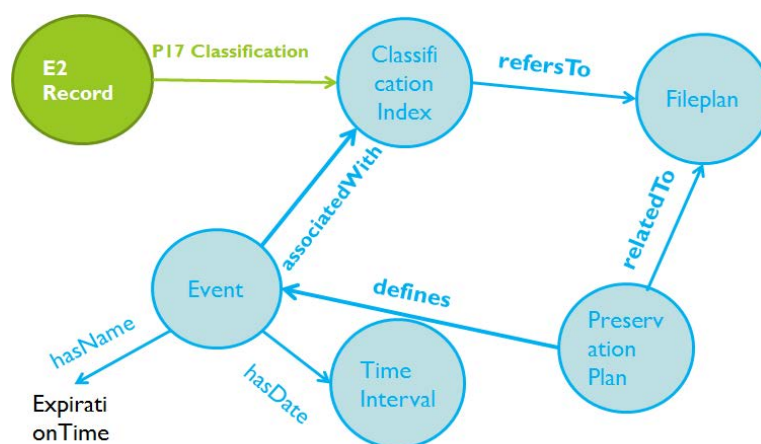 P17 Classification
E2
Record
Classifi
cation
Index
refersTo
Fileplan
associatedWith
relatedTo
Event
defines
Preserv
ation
Plan
hasName
hasDate
Time
Interval
Expirati
onTime